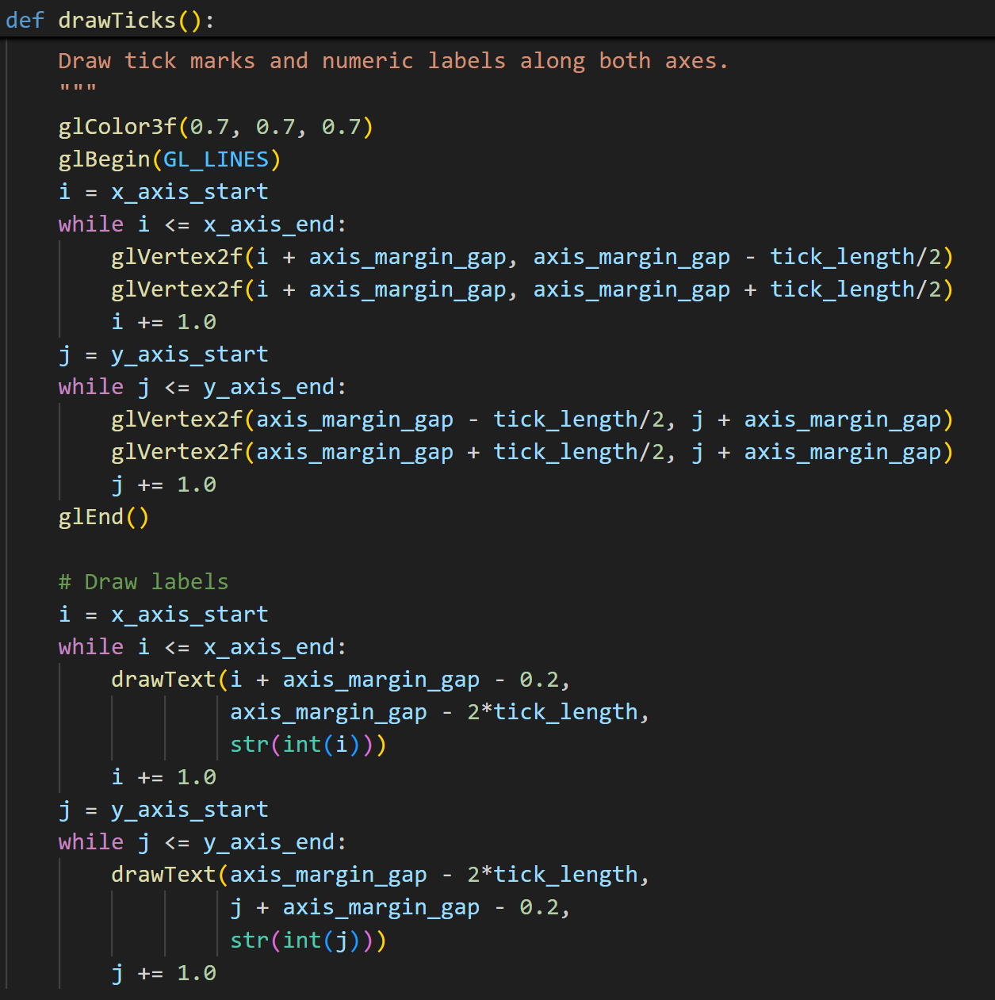 def drawTicks():
    Draw tick marks and numeric labels along both axes.
    """
    glColor3f(0.7, 0.7, 0.7)
    glBegin(GL_LINES)
    i = x_axis_start
    while i <= x_axis_end:
        glVertex2f(i + axis_margin_gap, axis_margin_gap - tick_length/2)
        glVertex2f(i + axis_margin_gap, axis_margin_gap + tick_length/2)
        i += 1.0
    j = y_axis_start
    while j <= y_axis_end:
        glVertex2f(axis_margin_gap - tick_length/2, j + axis_margin_gap)
        glVertex2f(axis_margin_gap + tick_length/2, j + axis_margin_gap)
        j += 1.0
    glEnd()

    # Draw labels
    i = x_axis_start
    while i <= x_axis_end:
        drawText(i + axis_margin_gap - 0.2,
                 axis_margin_gap - 2*tick_length,
                 str(int(i)))
        i += 1.0
    j = y_axis_start
    while j <= y_axis_end:
        drawText(axis_margin_gap - 2*tick_length,
                 j + axis_margin_gap - 0.2,
                 str(int(j)))
        j += 1.0